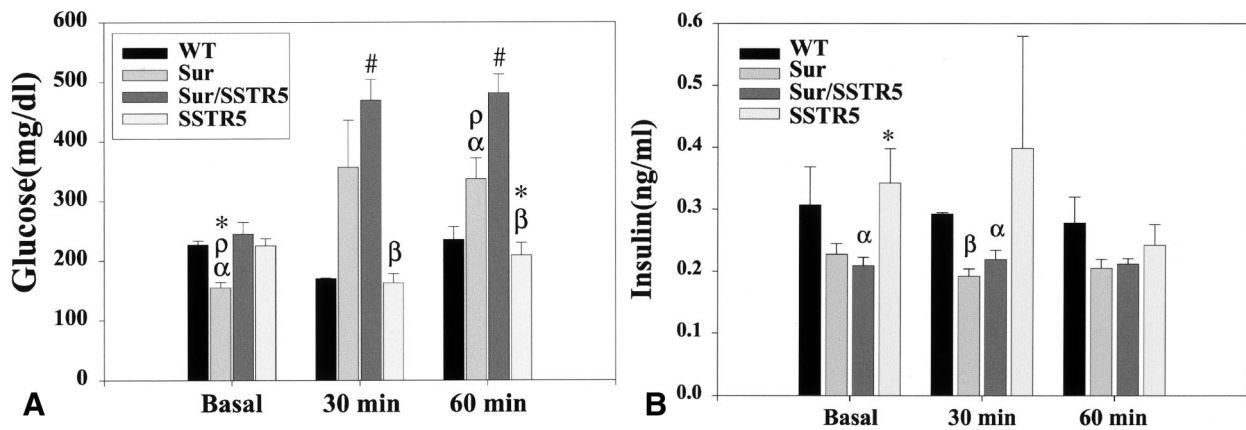 Glucose(mg/dl)
600
500
400
300
200
100
0
WT
Sur
Sur/SSTR5
SSTR5
*
ρ
α
#
β
ρ
α
#
*
β
Basal 30 min 60 min
A
Insulin(ng/ml)
0.6
0.5
0.4
0.3
0.2
0.1
0.0
WT
Sur
Sur/SSTR5
SSTR5
α
*
β
α
Basal 30 min 60 min
B